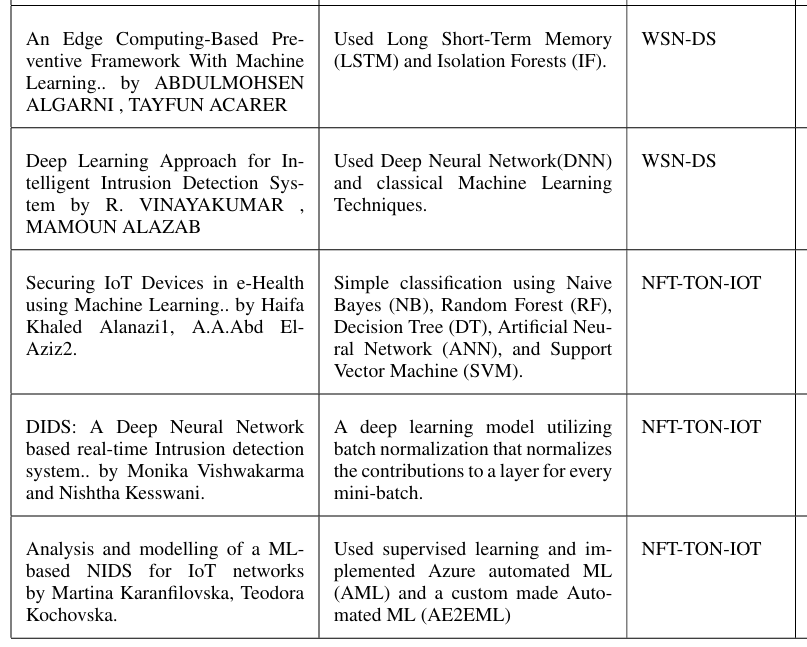 An Edge Computing-Based Pre-
ventive Framework With Machine
Learning.. by ABDULMOHSEN
ALGARNI , TAYFUN ACARER
Used Long Short-Term Memory
(LSTM) and Isolation Forests (IF).
WSN-DS
Deep Learning Approach for In-
telligent Intrusion Detection Sys-
tem by R. VINAYAKUMAR ,
MAMOUN ALAZAB
Used Deep Neural Network(DNN)
and classical Machine Learning
Techniques.
WSN-DS
Securing IoT Devices in e-Health
using Machine Learning.. by Haifa
Khaled Alanazi1, A.A.Abd El-
Aziz2.
Simple classification using Naive
Bayes (NB), Random Forest (RF),
Decision Tree (DT), Artificial Neu-
ral Network (ANN), and Support
Vector Machine (SVM).
NFT-TON-IOT
DIDS: A Deep Neural Network
based real-time Intrusion detection
system.. by Monika Vishwakarma
and Nishtha Kesswani.
A deep learning model utilizing
batch normalization that normalizes
the contributions to a layer for every
mini-batch.
NFT-TON-IOT
Analysis and modelling of a ML-
based NIDS for IoT networks
by Martina Karanfilovska, Teodora
Kochovska.
Used supervised learning and im-
plemented Azure automated ML
(AML) and a custom made Auto-
mated ML (AE2EML)
NFT-TON-IOT